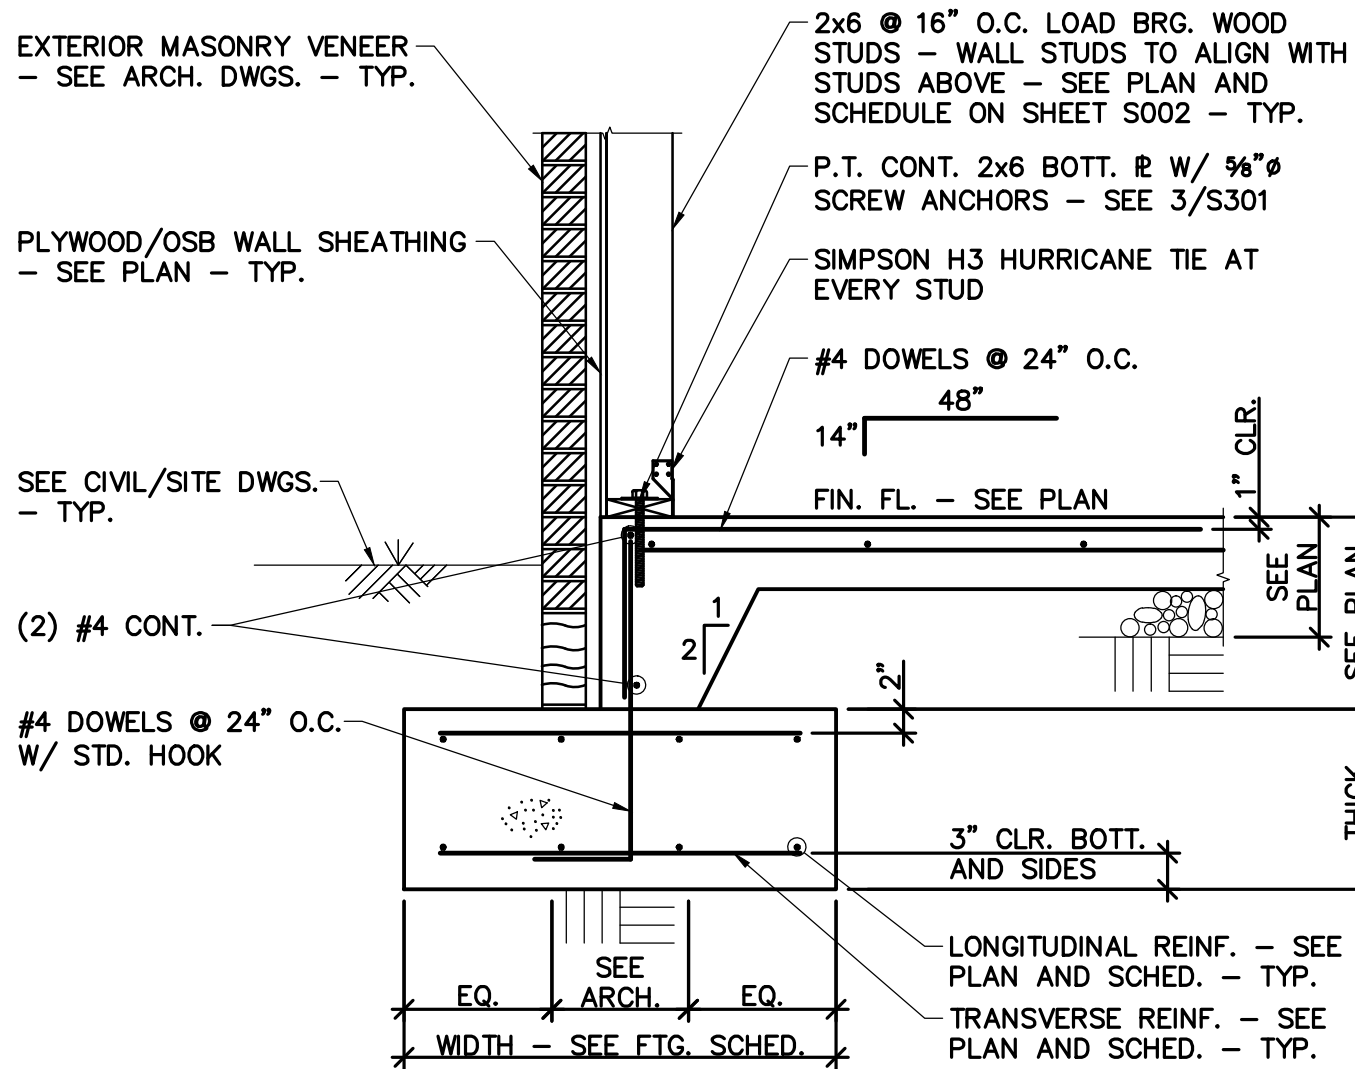 EXTERIOR MASONRY VENEER
– SEE ARCH. DWGS. – TYP.
2x6 @ 16" O.C. LOAD BRG. WOOD
STUDS – WALL STUDS TO ALIGN WITH
STUDS ABOVE – SEE PLAN AND
SCHEDULE ON SHEET S002 – TYP.
P.T. CONT. 2x6 BOTT. ⅊ W/ ⅝"ø
SCREW ANCHORS – SEE 3/S301
PLYWOOD/OSB WALL SHEATHING
– SEE PLAN – TYP.
SIMPSON H3 HURRICANE TIE AT
EVERY STUD
#4 DOWELS @ 24" O.C.
48"
14"
1" CLR.
SEE CIVIL/SITE DWGS.
– TYP.
FIN. FL. – SEE PLAN
SEE
PLAN
SEE PLAN
(2) #4 CONT.
1
2
2"
#4 DOWELS @ 24" O.C.
W/ STD. HOOK
THICK
3" CLR. BOTT.
AND SIDES
LONGITUDINAL REINF. – SEE
PLAN AND SCHED. – TYP.
TRANSVERSE REINF. – SEE
PLAN AND SCHED. – TYP.
EQ.
SEE
ARCH.
EQ.
WIDTH – SEE FTG. SCHED.